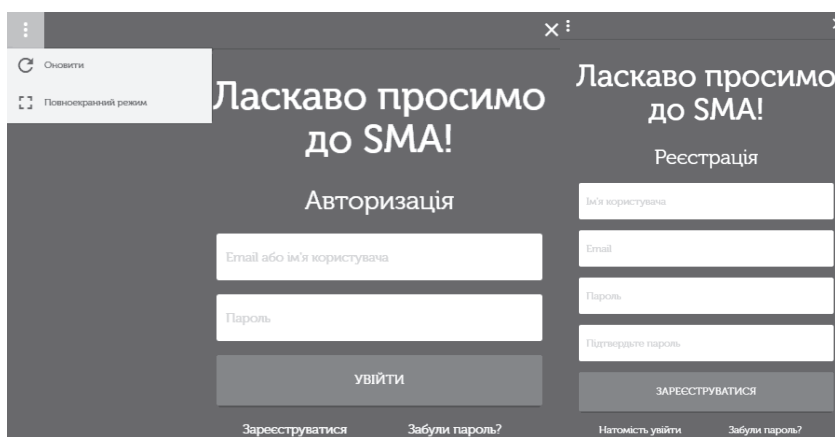 Оновити
Повноекранний режим
Ласкаво просимо
до SMA!
Авторизація
Email або ім'я користувача
Пароль
УВІЙТИ
Зареєструватися
Забули пароль?
Ласкаво просимо
до SMA!
Реєстрація
Ім'я користувача
Email
Пароль
Підтвердьте пароль
ЗАРЕЄСТРУВАТИСЯ
Натомість увійти
Забули пароль?